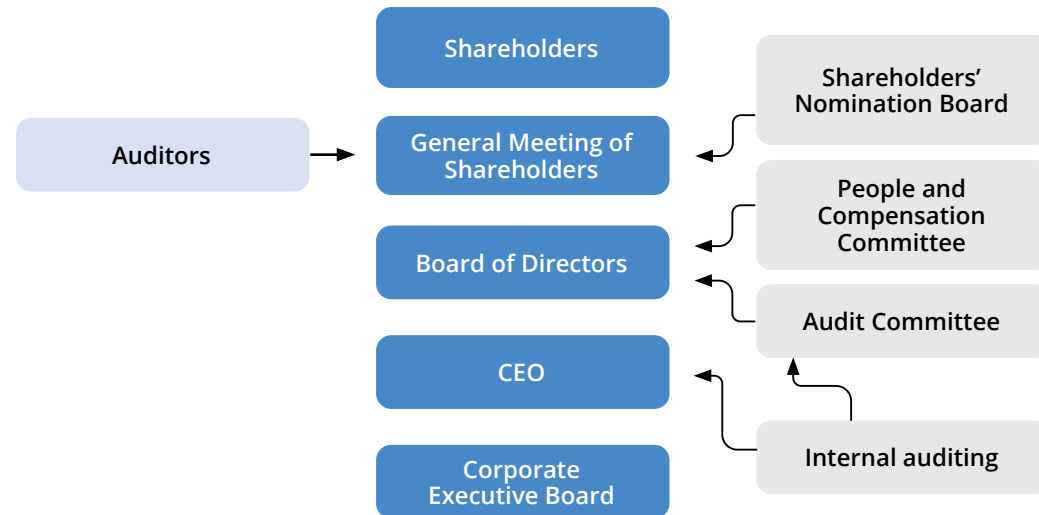 Shareholders
Shareholders’
Nomination Board
Auditors
General Meeting of
Shareholders
People and
Compensation
Committee
Board of Directors
Audit Committee
CEO
Internal auditing
Corporate
Executive Board